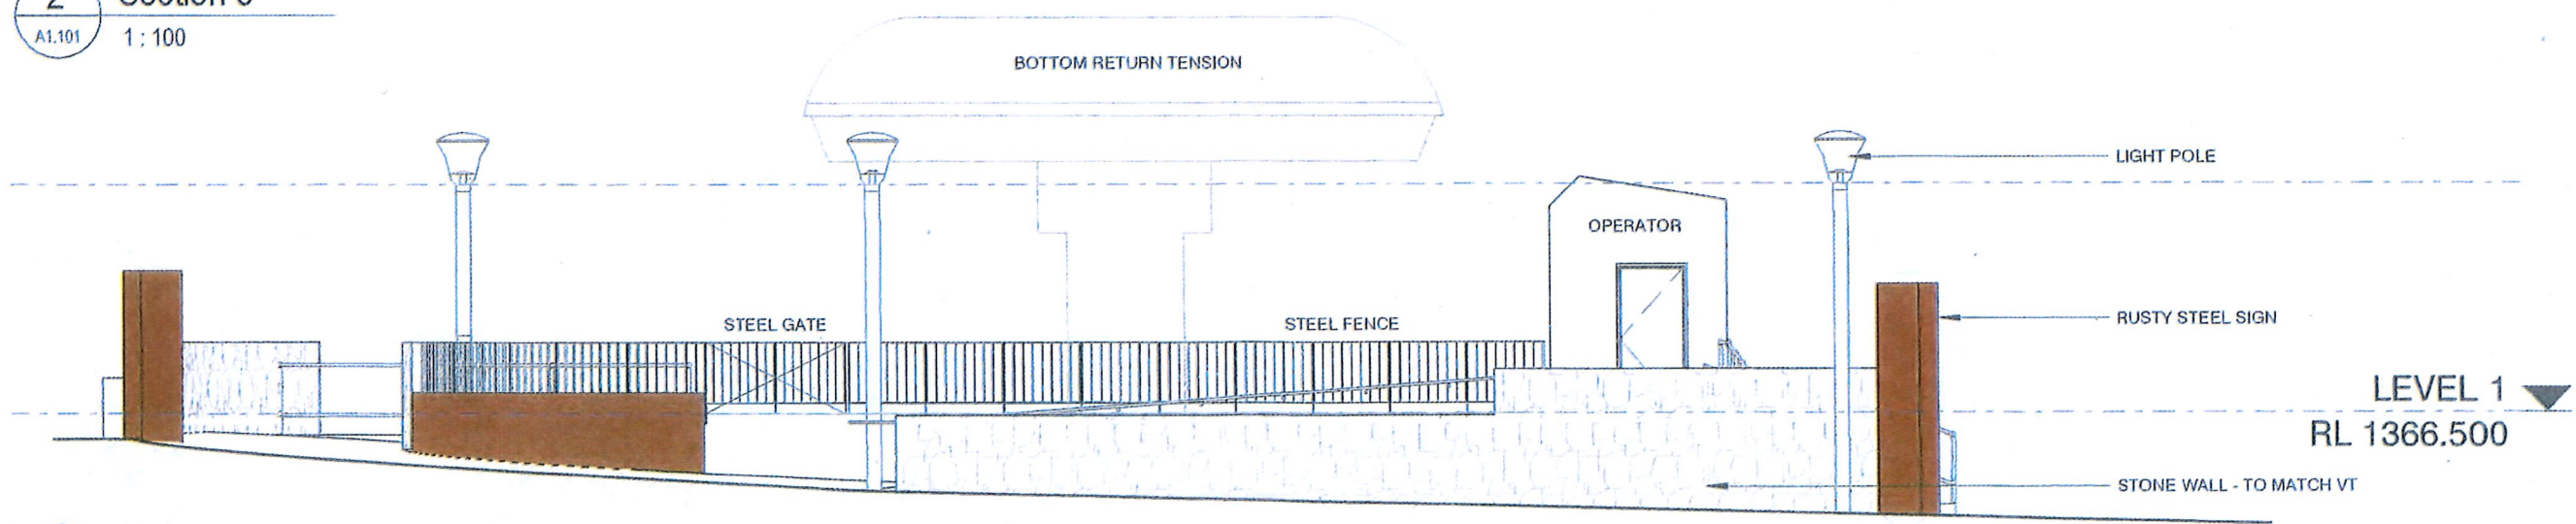 2
A1.101
1 : 100
BOTTOM RETURN TENSION
LIGHT POLE
OPERATOR
STEEL GATE
STEEL FENCE
RUSTY STEEL SIGN
LEVEL 1
RL 1366.500
STONE WALL - TO MATCH VT